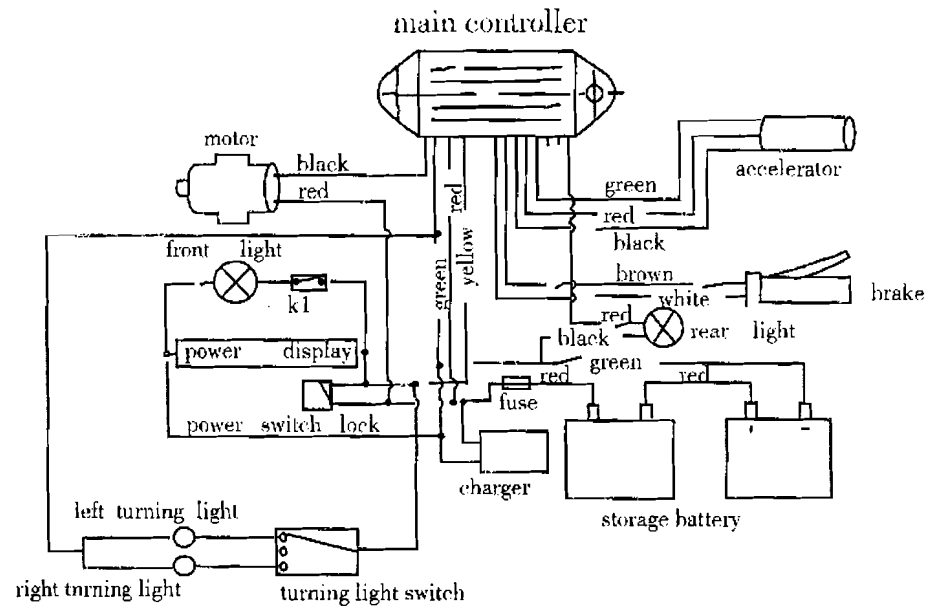 main controller
motor
black
red
accelerator
green
red
black
front light
k1
green
red
yellow
brown
white
brake
red
black
rear light
power display
green
red
red
fuse
power switch lock
charger
storage battery
left turning light
right tnrning light
turning light switch